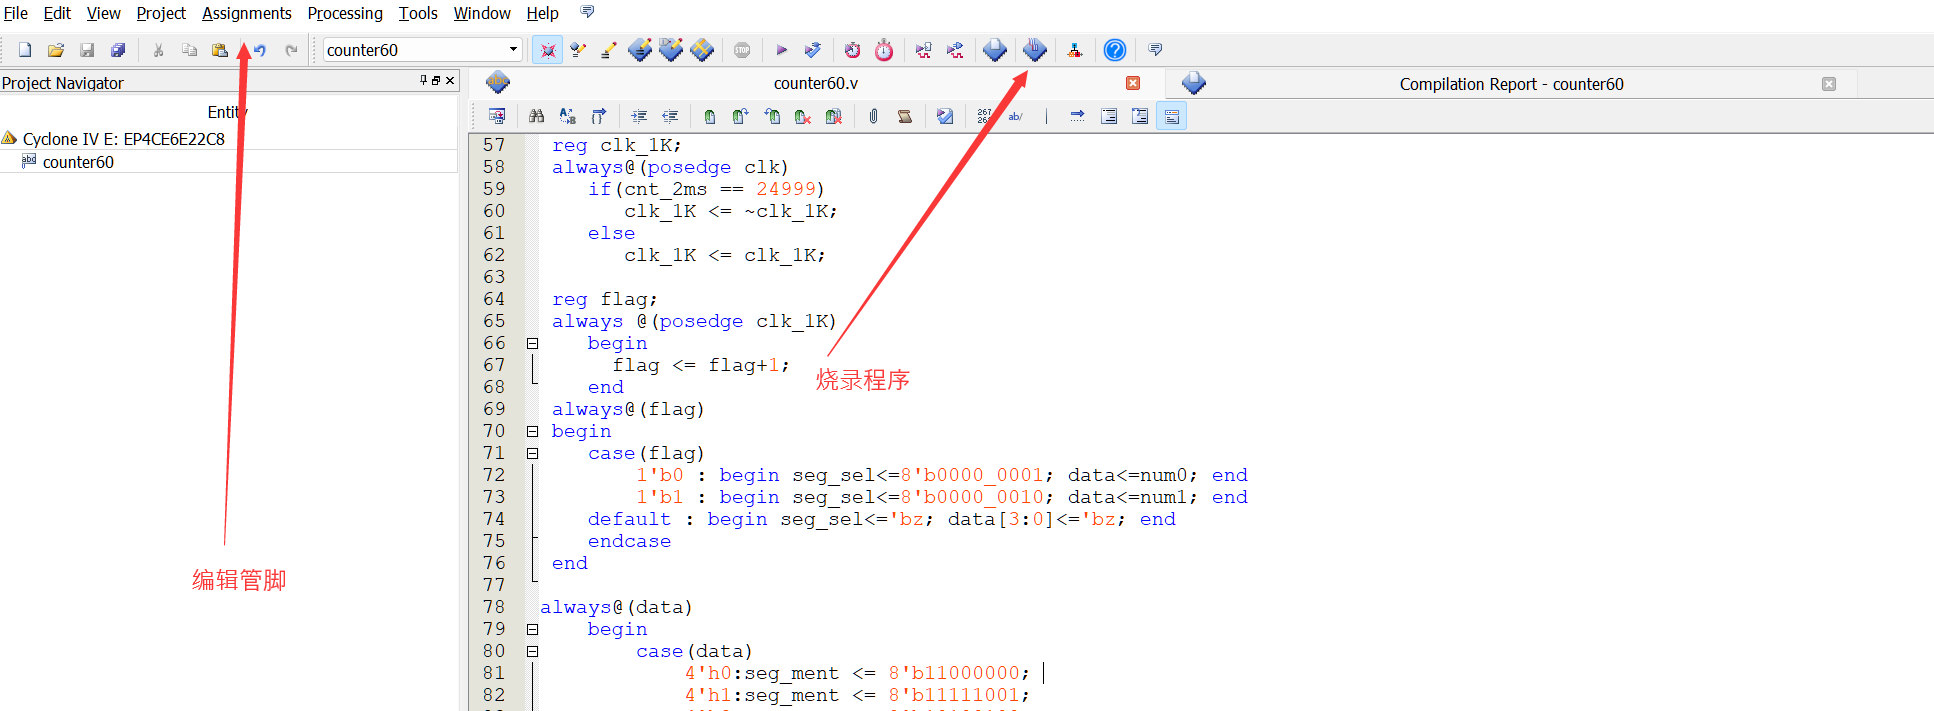 File Edit View Project Assignments Processing Tools Window Help
counter60
Project Navigator
counter60.v
Compilation Report - counter60
Entity
Cyclone IV E: EP4CE6E22C8
counter60
57 reg clk_1K;
58 always@(posedge clk)
59 if(cnt_2ms == 24999)
60 clk_1K <= ~clk_1K;
61 else
62 clk_1K <= clk_1K;
63
64 reg flag;
65 always @(posedge clk_1K)
66 begin
67 flag <= flag+1;
68 end
69 always@(flag)
70 begin
71 case(flag)
72 1'b0 : begin seg_sel<=8'b0000_0001; data<=num0; end
73 1'b1 : begin seg_sel<=8'b0000_0010; data<=num1; end
74 default : begin seg_sel<='bz; data[3:0]<='bz; end
75 endcase
76 end
77
78 always@(data)
79 begin
80 case(data)
81 4'h0:seg_ment <= 8'b11000000;
82 4'h1:seg_ment <= 8'b11111001;
烧录程序
编辑管脚